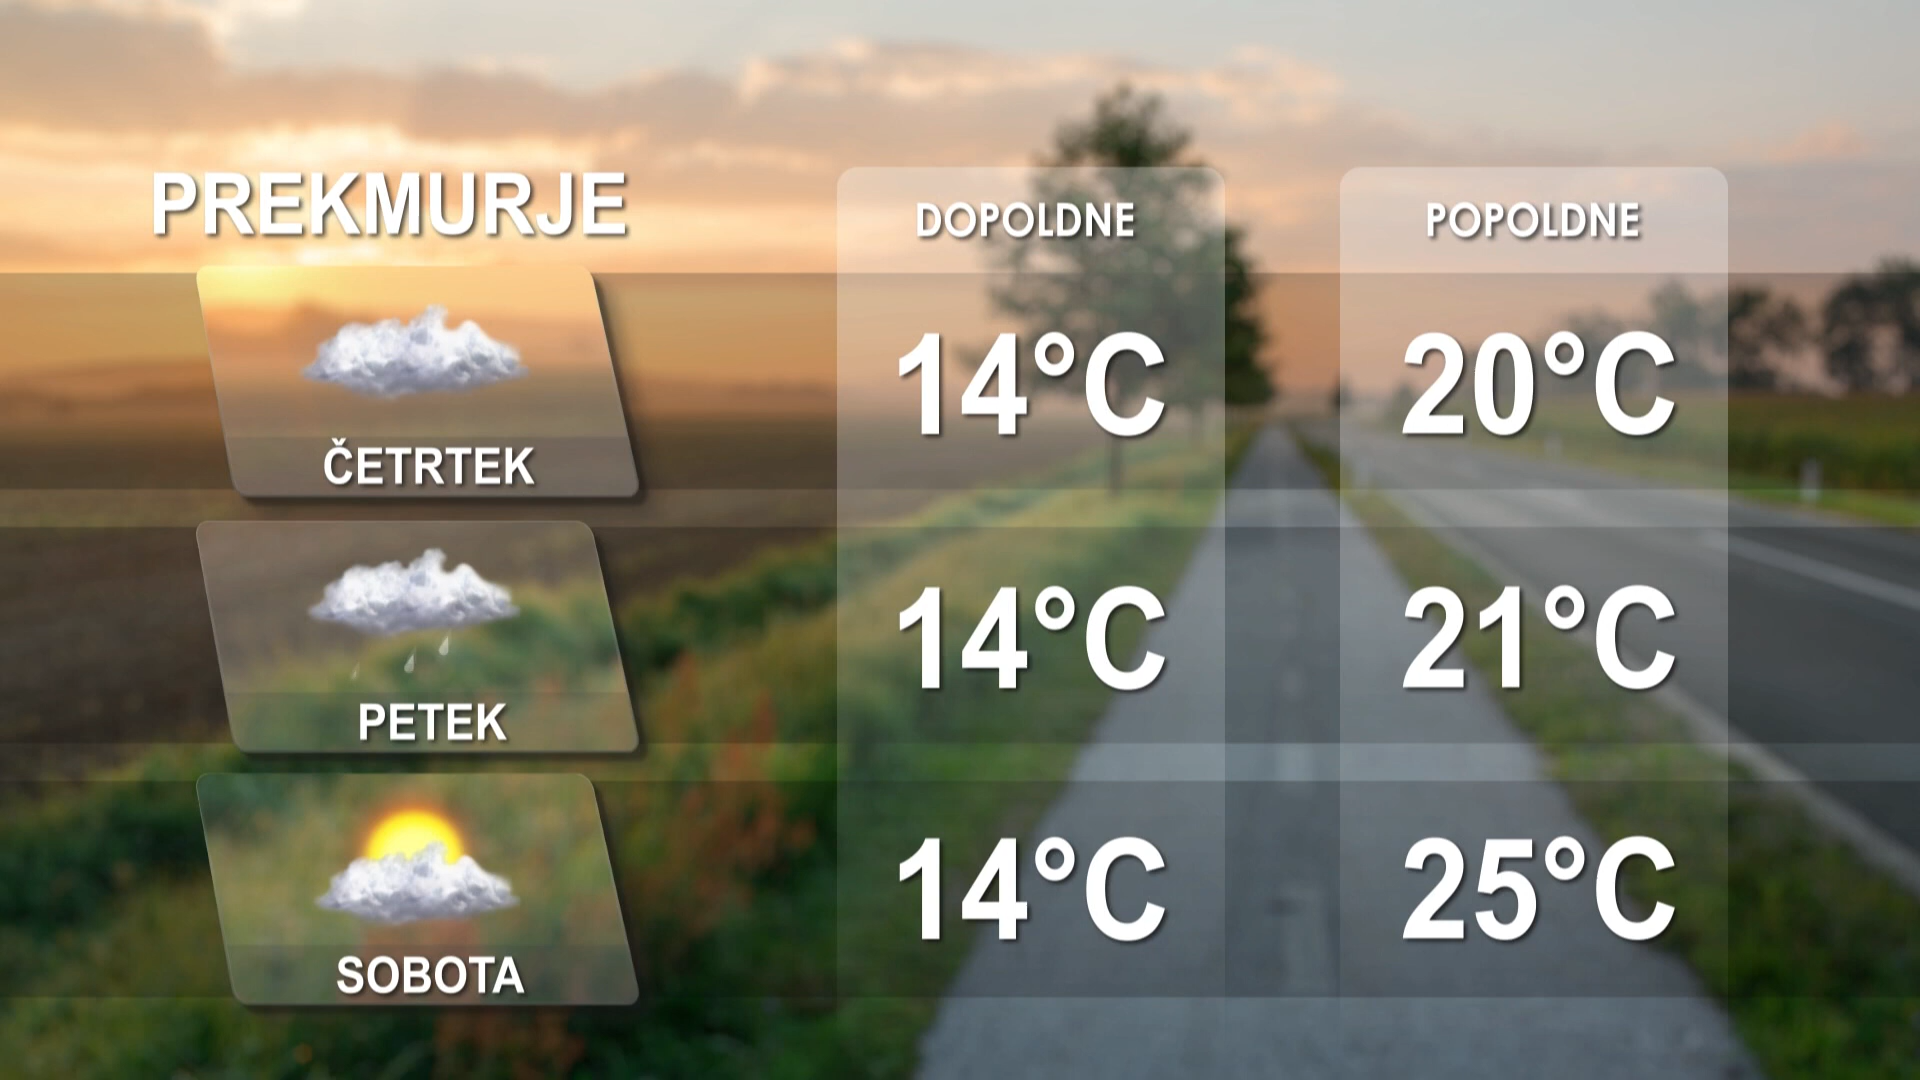 PREKMURJE
DOPOLDNE POPOLDNE
14°C 20°C
ČETRTEK
14°C 21°C
PETEK
14°C 25°C
SOBOTA